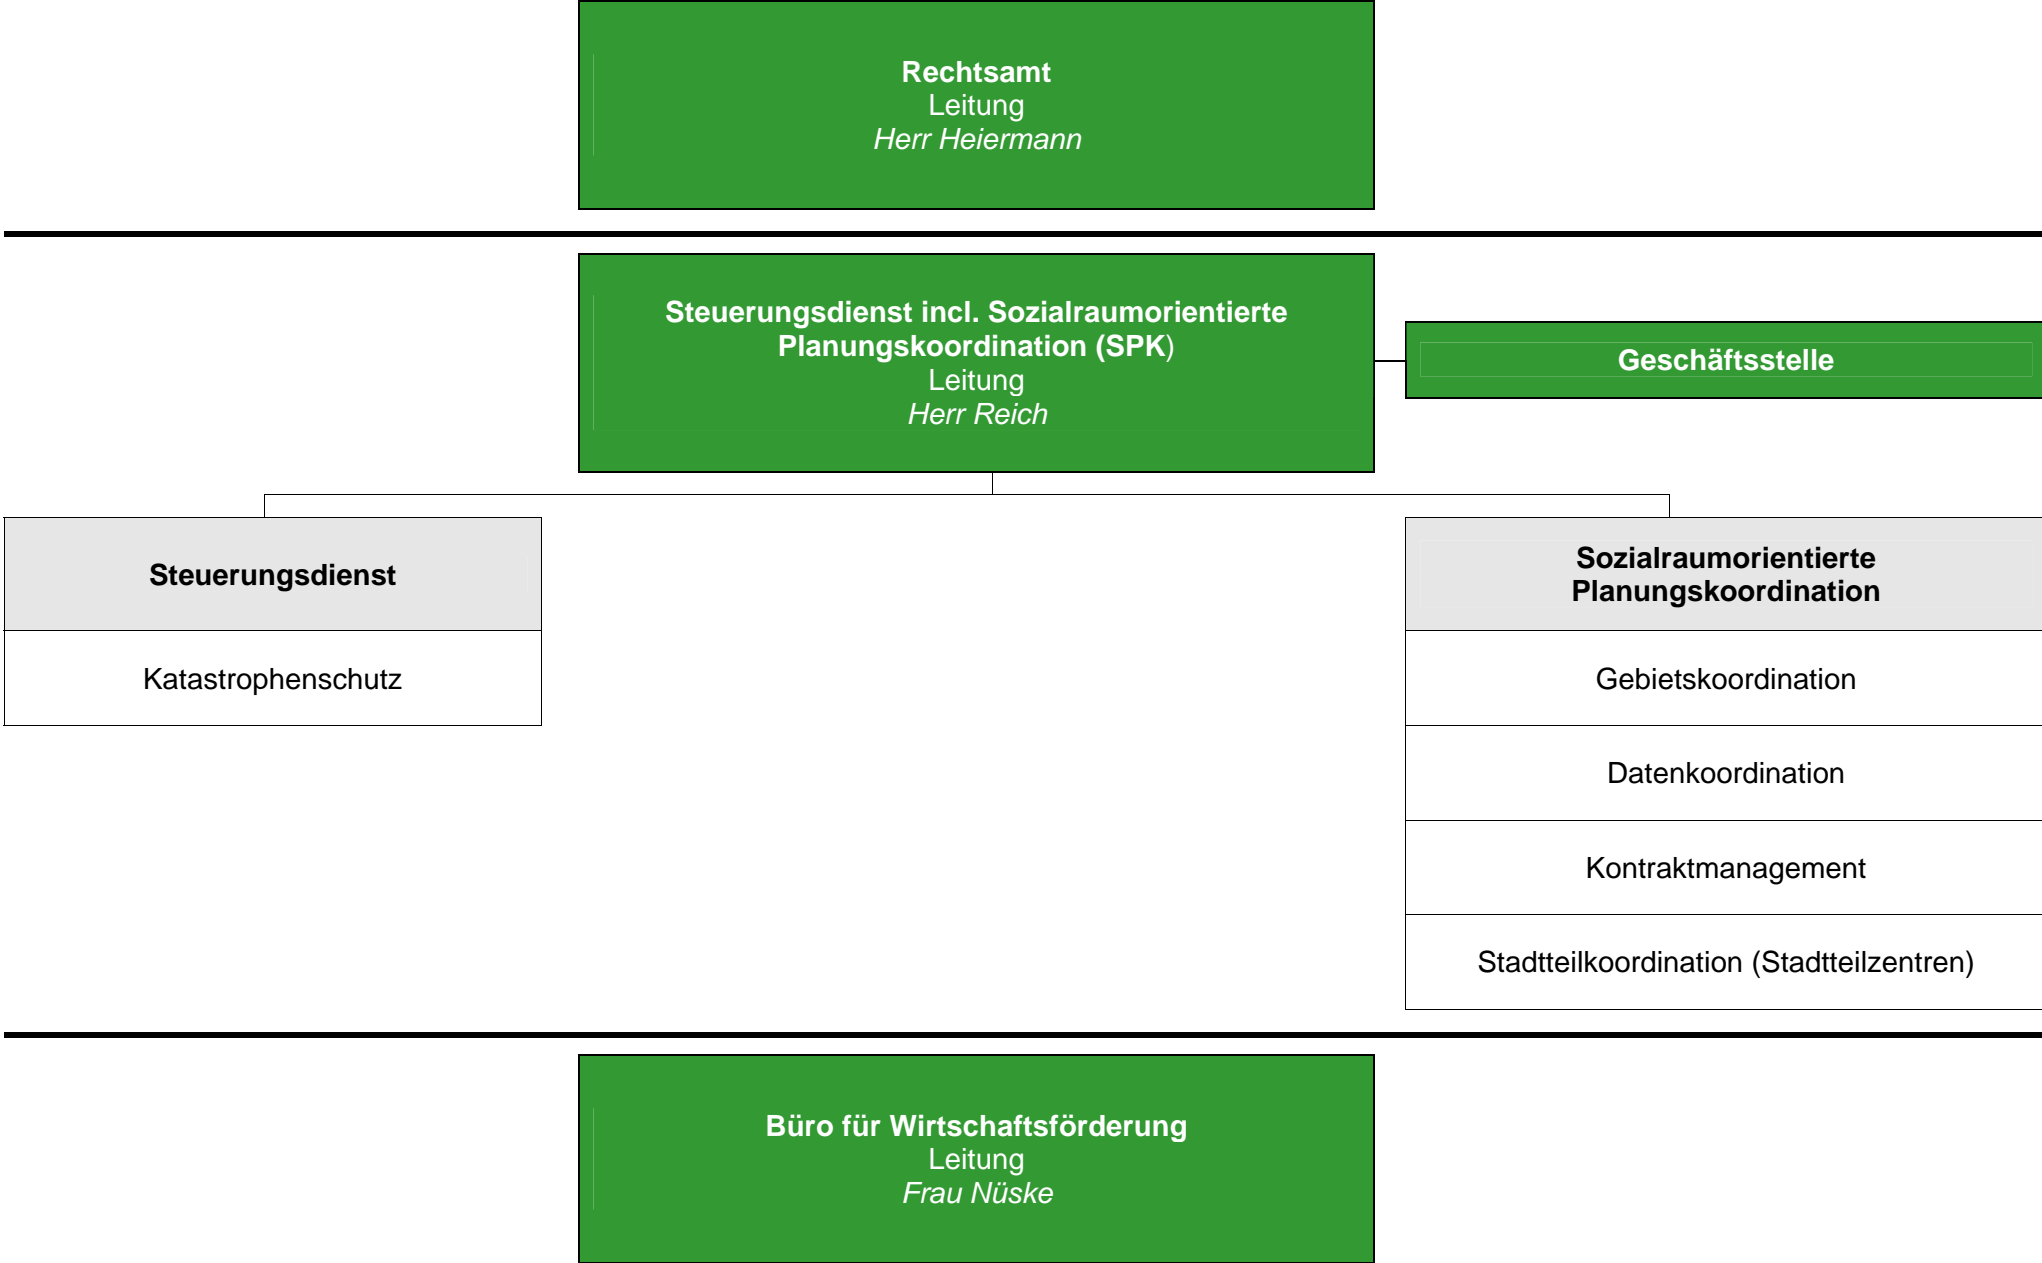 Rechtsamt
Leitung
Herr Heiermann
Steuerungsdienst incl. Sozialraumorientierte
Planungskoordination (SPK)
Leitung
Herr Reich
Geschäftsstelle
Steuerungsdienst
Katastrophenschutz
Sozialraumorientierte
Planungskoordination
Gebietskoordination
Datenkoordination
Kontraktmanagement
Stadtteilkoordination (Stadtteilzentren)
Büro für Wirtschaftsförderung
Leitung
Frau Nüske